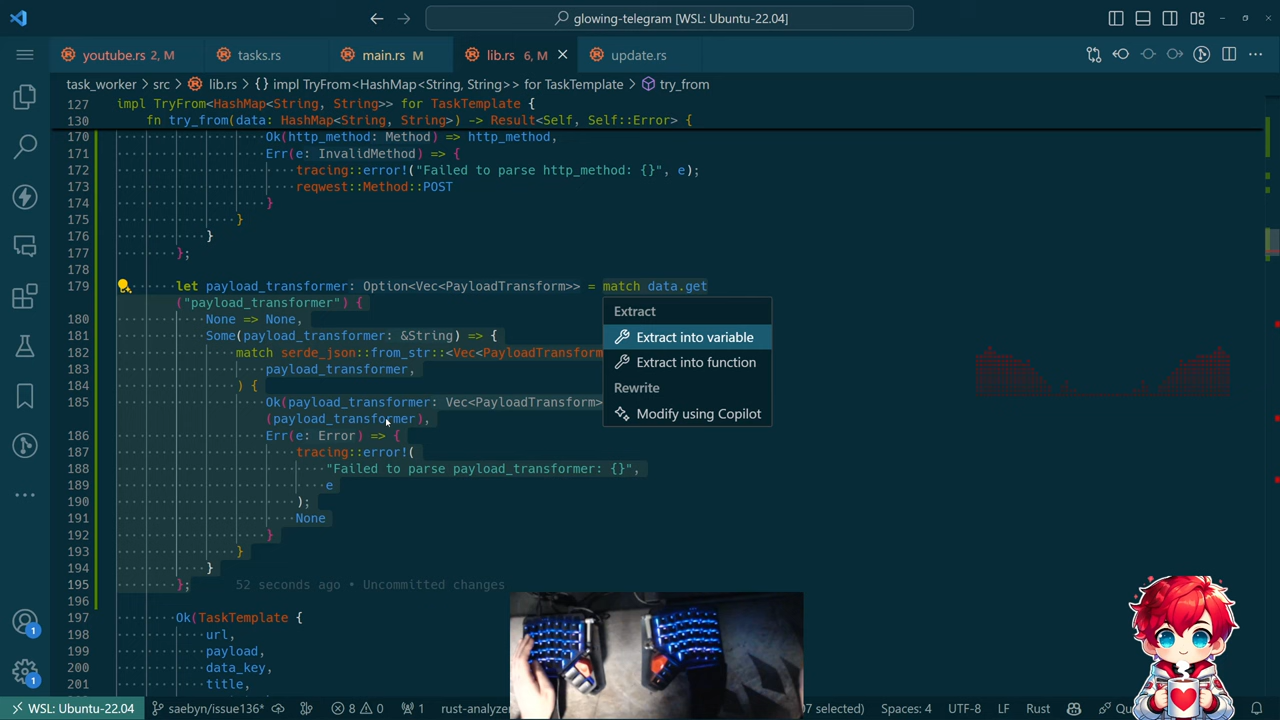 glowing-telegram [WSL: Ubuntu-22.04]
youtube.rs 2, M
tasks.rs
main.rs M
lib.rs 6, M
update.rs
task_worker > src > lib.rs > {} impl TryFrom<HashMap<String, String>> for TaskTemplate > try_from
127 impl TryFrom<HashMap<String, String>> for TaskTemplate {
130 fn try_from(data: HashMap<String, String>) -> Result<Self, Self::Error> {
170 Ok(http_method: Method) => http_method,
171 Err(e: InvalidMethod) => {
172 tracing::error!("Failed to parse http_method: {}", e);
173 reqwest::Method::POST
174 }
175 }
176 }
177 };
178
179 let payload_transformer: Option<Vec<PayloadTransform>> = match data.get
("payload_transformer") {
180 None => None,
181 Some(payload_transformer: &String) => {
182 match serde_json::from_str::<Vec<PayloadTransform
183 payload_transformer,
184 ) {
185 Ok(payload_transformer: Vec<PayloadTransform>
(payload_transformer),
186 Err(e: Error) => {
187 tracing::error!(
188 "Failed to parse payload_transformer: {}",
189 e
190 );
191 None
192 }
193 }
194 }
195 }; 52 seconds ago • Uncommitted changes
196
197 Ok(TaskTemplate {
198 url,
199 payload,
200 data_key,
201 title,
Extract
Extract into variable
Extract into function
Rewrite
Modify using Copilot
1
1
WSL: Ubuntu-22.04
saebyn/issue136*
8
0
1
rust-analyzer
7 selected)
Spaces: 4
UTF-8
LF
Rust